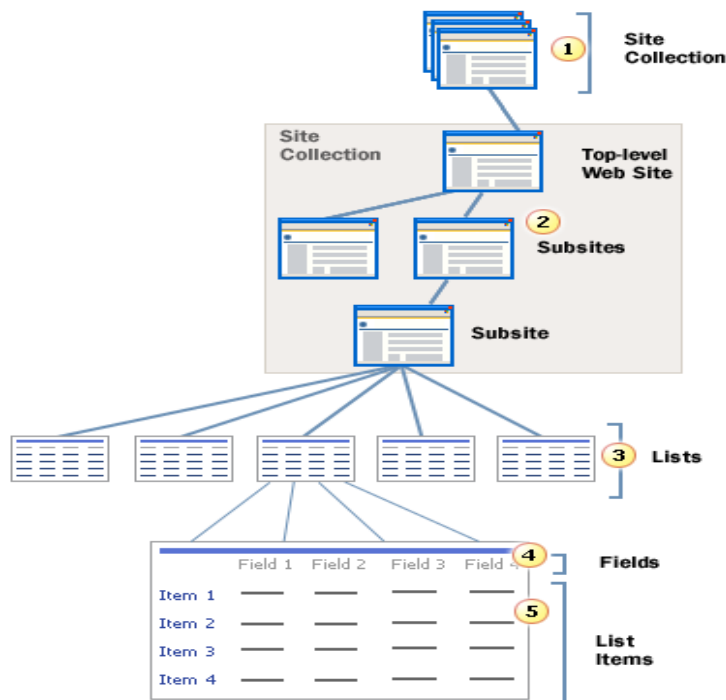 1
Site
Collection
Site
Collection
Top-level
Web Site
2
Subsites
Subsite
3
Lists
4
Fields
Field 1 Field 2 Field 3 Field 4
5
Item 1
Item 2
Item 3
Item 4
List
Items